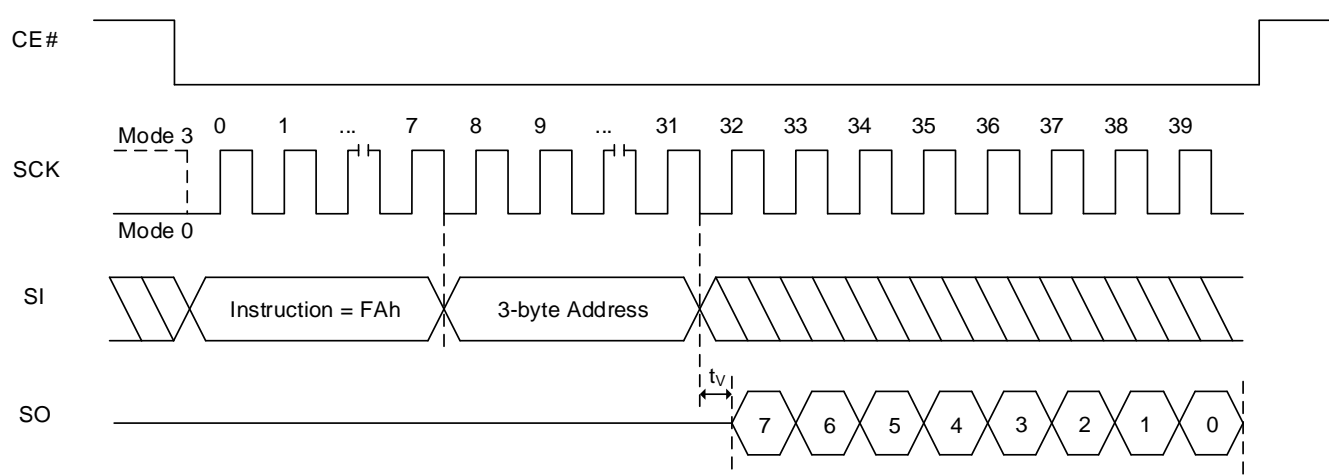 CE#
Mode 3 0 1 ... 7 8 9 ... 31 32 33 34 35 36 37 38 39
SCK
Mode 0
SI Instruction = FAh 3-byte Address
tV
SO 7 6 5 4 3 2 1 0